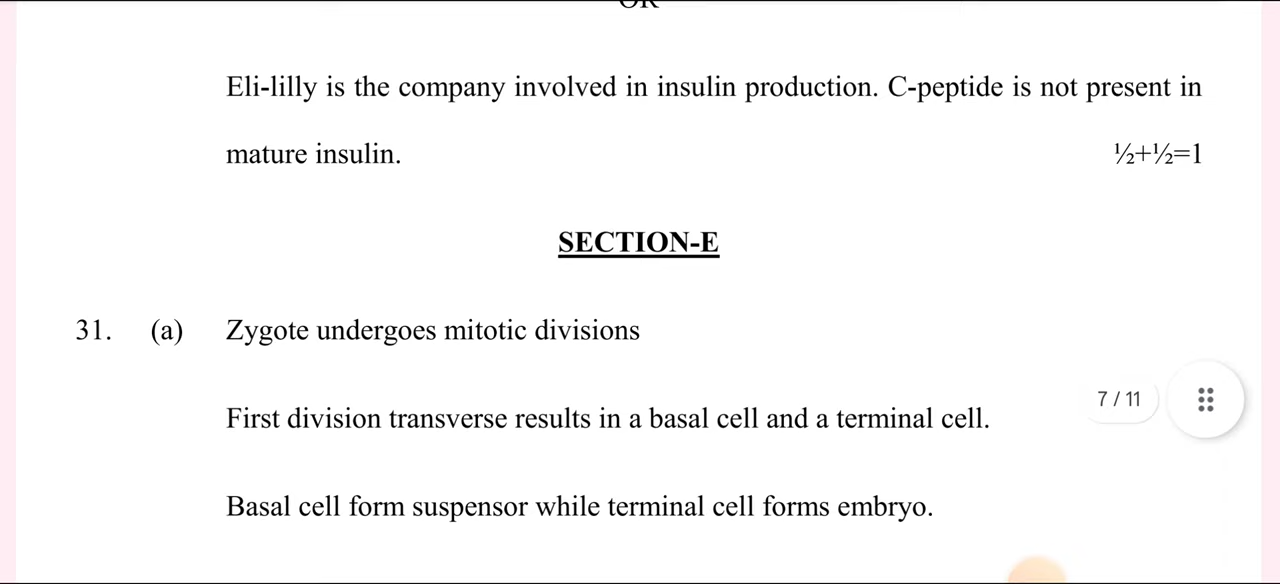 OR
Eli-lilly is the company involved in insulin production. C-peptide is not present in
mature insulin. ½+½=1
SECTION-E
31. (a) Zygote undergoes mitotic divisions
7 / 11
First division transverse results in a basal cell and a terminal cell.
Basal cell form suspensor while terminal cell forms embryo.